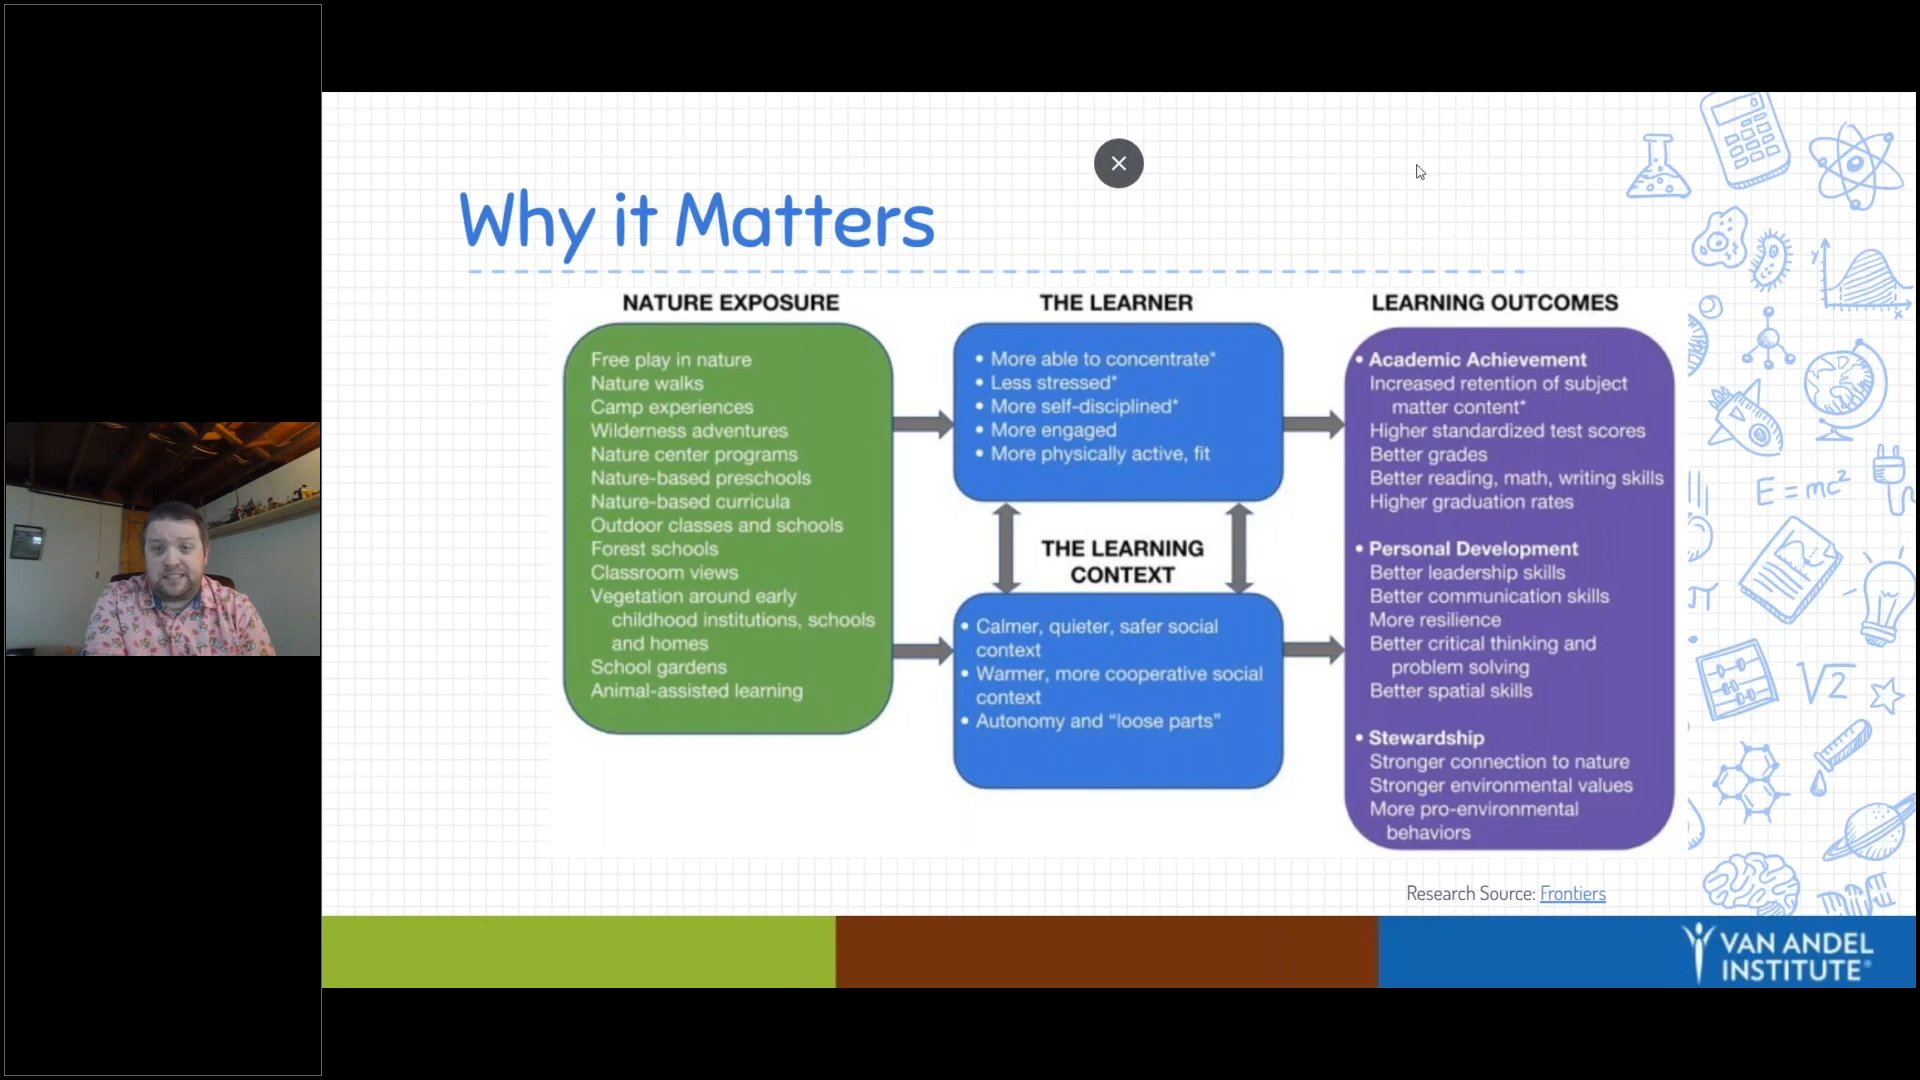 Why it Matters
NATURE EXPOSURE
Free play in nature
Nature walks
Camp experiences
Wilderness adventures
Nature center programs
Nature-based preschools
Nature-based curricula
Outdoor classes and schools
Forest schools
Classroom views
Vegetation around early
childhood institutions, schools
and homes
School gardens
Animal-assisted learning
THE LEARNER
• More able to concentrate*
• Less stressed*
• More self-disciplined*
• More engaged
• More physically active, fit
THE LEARNING
CONTEXT
• Calmer, quieter, safer social
context
• Warmer, more cooperative social
context
• Autonomy and “loose parts”
LEARNING OUTCOMES
• Academic Achievement
Increased retention of subject
matter content*
Higher standardized test scores
Better grades
Better reading, math, writing skills
Higher graduation rates
• Personal Development
Better leadership skills
Better communication skills
More resilience
Better critical thinking and
problem solving
Better spatial skills
• Stewardship
Stronger connection to nature
Stronger environmental values
More pro-environmental
behaviors
Research Source: Frontiers
y
x
E=mc²
π
√2
VAN ANDEL
INSTITUTE®